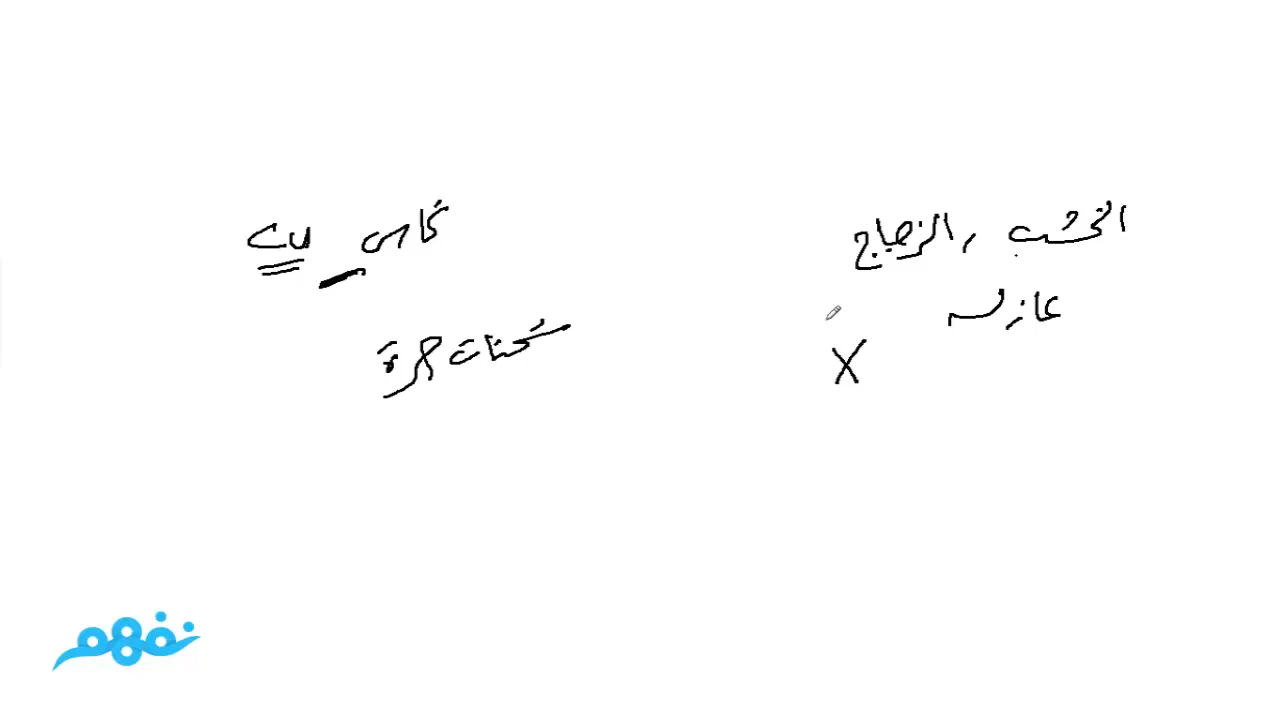 الخشب , الزجاج
عازل
X
نحاس Cu
شحنات حرة
نفهم